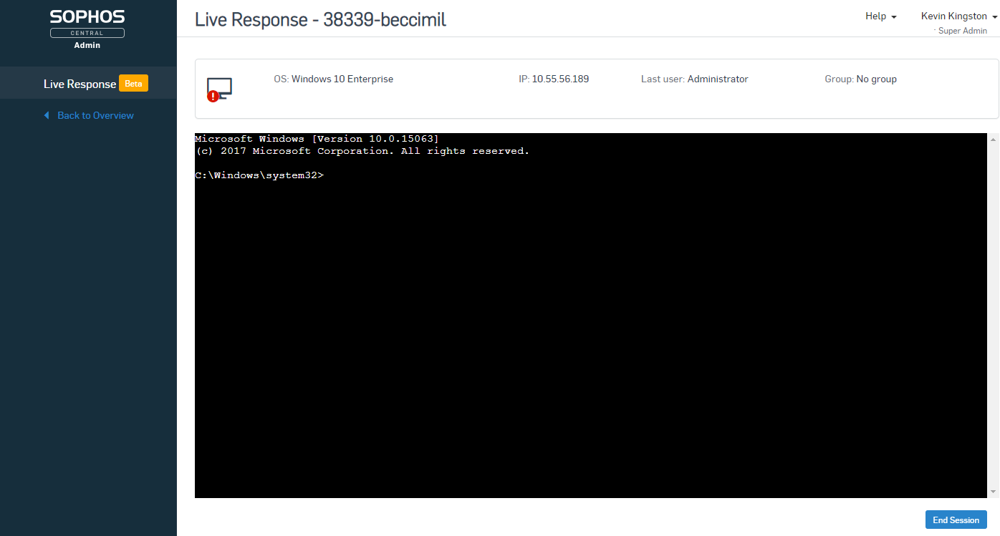 SOPHOS
CENTRAL
Admin
Live Response Beta
Back to Overview
Live Response - 38339-beccimil
Help
Kevin Kingston
Super Admin
OS: Windows 10 Enterprise
IP: 10.55.56.189
Last user: Administrator
Group: No group
Microsoft Windows [Version 10.0.15063]
(c) 2017 Microsoft Corporation. All rights reserved.
C:\Windows\system32>
End Session